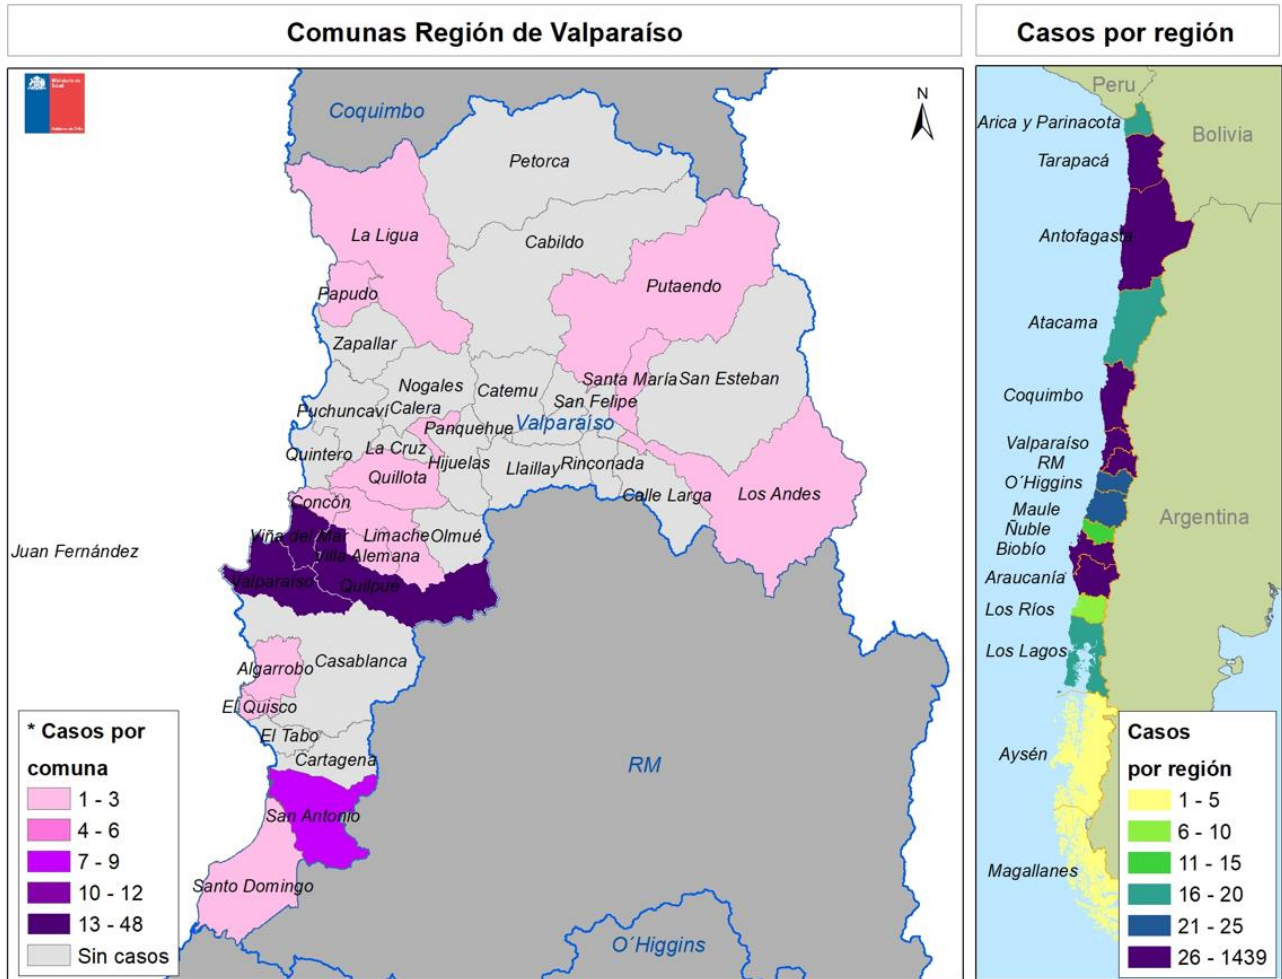 Comunas Región de Valparaíso
Casos por región
Ministerio de
Salud
Gobierno de Chile
N
Coquimbo
Petorca
La Ligua
Cabildo
Putaendo
Papudo
Zapallar
Nogales
Catemu
Santa María
San Esteban
San Felipe
Puchuncaví
Calera
Panquehue
Valparaíso
La Cruz
Quintero
Hijuelas
Llaillay
Rinconada
Quillota
Calle Larga
Los Andes
Concón
Viña del Mar
Limache
Olmué
Villa Alemana
Juan Fernández
Valparaíso
Quilpué
Casablanca
Algarrobo
El Quisco
El Tabo
Cartagena
RM
San Antonio
Santo Domingo
O´Higgins
* Casos por
comuna
1 - 3
4 - 6
7 - 9
10 - 12
13 - 48
Sin casos
Peru
Arica y Parinacota
Bolivia
Tarapacá
Antofagasta
Atacama
Coquimbo
Valparaíso
RM
O´Higgins
Maule
Argentina
Ñuble
Biobío
Araucanía
Los Ríos
Los Lagos
Aysén
Magallanes
Casos
por región
1 - 5
6 - 10
11 - 15
16 - 20
21 - 25
26 - 1439